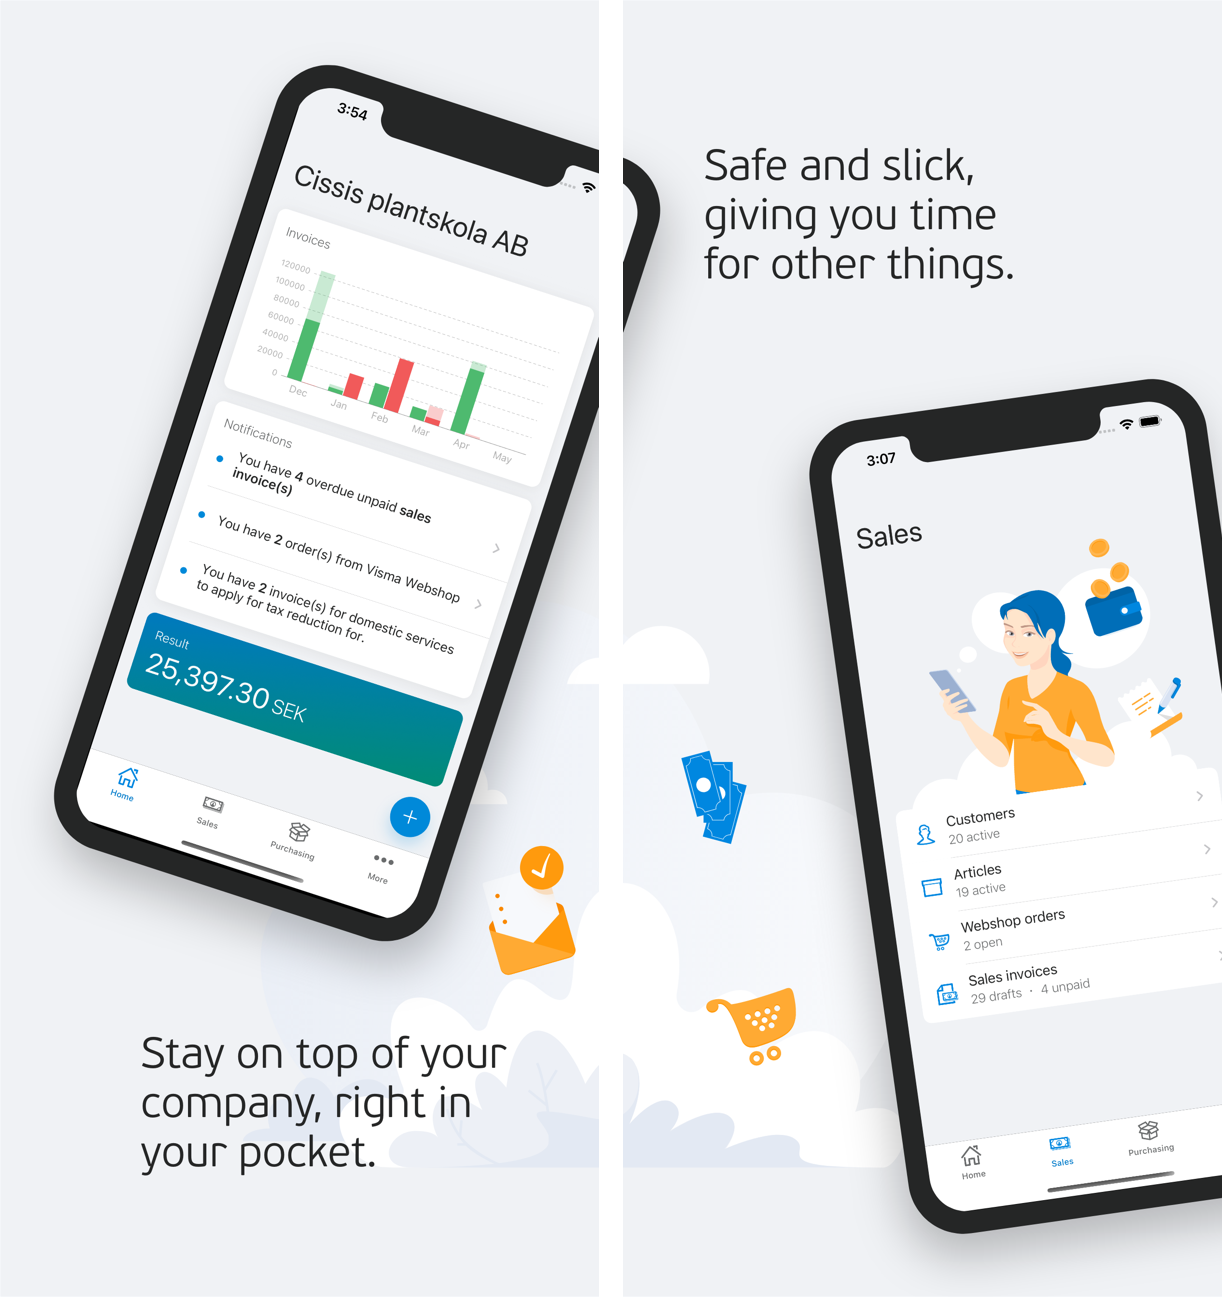 3:54
Cissis plantskola AB
Invoices
120000
100000
80000
60000
40000
20000
0
Dec
Jan
Feb
Mar
Apr
May
Notifications
You have 4 overdue unpaid sales
invoice(s)
You have 2 order(s) from Visma Webshop
You have 2 invoice(s) for domestic services
to apply for tax reduction for.
Result
25,397.30 SEK
Home
Sales
Purchasing
More
Stay on top of your
company, right in
your pocket.
Safe and slick,
giving you time
for other things.
3:07
Sales
Customers
20 active
Articles
19 active
Webshop orders
2 open
Sales invoices
29 drafts · 4 unpaid
Home
Sales
Purchasing